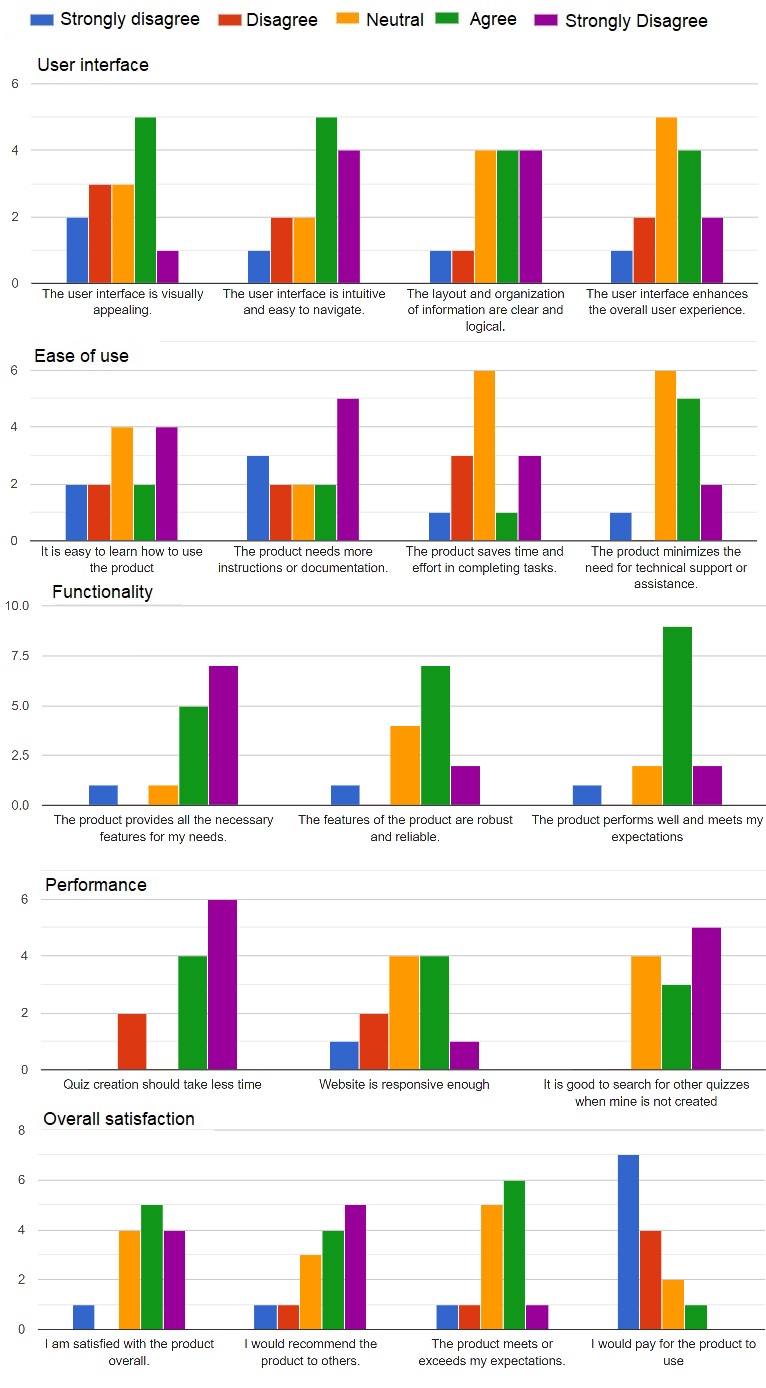 Strongly disagree Disagree Neutral Agree Strongly Disagree
User interface
6
4
2
0
The user interface is visually appealing.
The user interface is intuitive and easy to navigate.
The layout and organization of information are clear and logical.
The user interface enhances the overall user experience.
Ease of use
6
4
2
0
It is easy to learn how to use the product
The product needs more instructions or documentation.
The product saves time and effort in completing tasks.
The product minimizes the need for technical support or assistance.
Functionality
10.0
7.5
5.0
2.5
0.0
The product provides all the necessary features for my needs.
The features of the product are robust and reliable.
The product performs well and meets my expectations
Performance
6
4
2
0
Quiz creation should take less time
Website is responsive enough
It is good to search for other quizzes when mine is not created
Overall satisfaction
8
6
4
2
0
I am satisfied with the product overall.
I would recommend the product to others.
The product meets or exceeds my expectations.
I would pay for the product to use